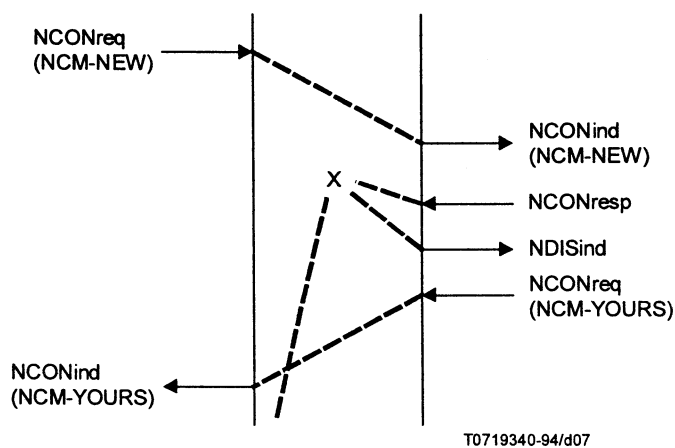 NCONreq
(NCM-NEW)
NCONind
(NCM-NEW)
X
NCONresp
NDISind
NCONreq
(NCM-YOURS)
NCONind
(NCM-YOURS)
T0719340-94/d07